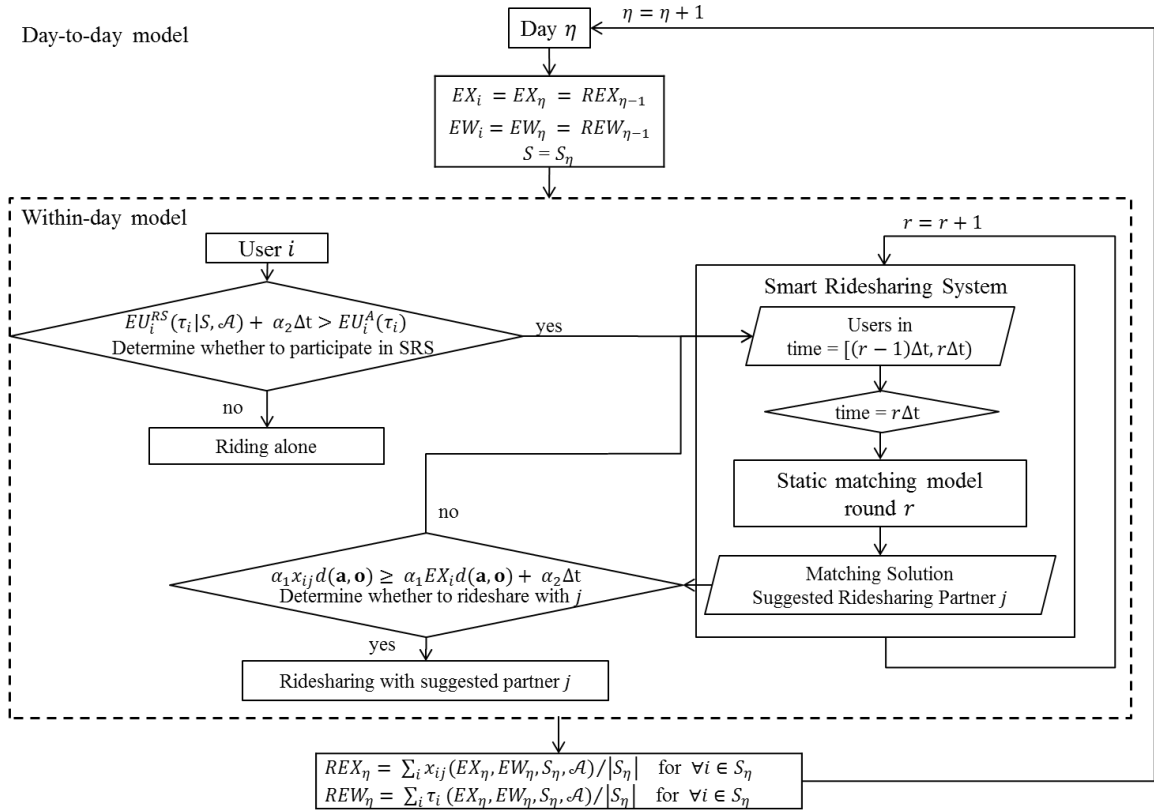 η = η + 1
Day-to-day model
Day η
EX_i = EX_η = REX_{η−1}
EW_i = EW_η = REW_{η−1}
S = S_η
Within-day model
r = r + 1
User i
Smart Ridesharing System
EU_i^{RS}(τ_i|S, 𝒜) + α_2Δt > EU_i^A(τ_i)
Determine whether to participate in SRS
yes
Users in
time = [(r − 1)Δt, rΔt)
no
time = rΔt
Riding alone
Static matching model
round r
no
α_1x_{ij}d(𝐚, 𝐨) ≥ α_1EX_id(𝐚, 𝐨) + α_2Δt
Determine whether to rideshare with j
Matching Solution
Suggested Ridesharing Partner j
yes
Ridesharing with suggested partner j
REX_η = ∑_i x_{ij}(EX_η, EW_η, S_η, 𝒜)/|S_η| for ∀i ∈ S_η
REW_η = ∑_i τ_i (EX_η, EW_η, S_η, 𝒜)/|S_η| for ∀i ∈ S_η